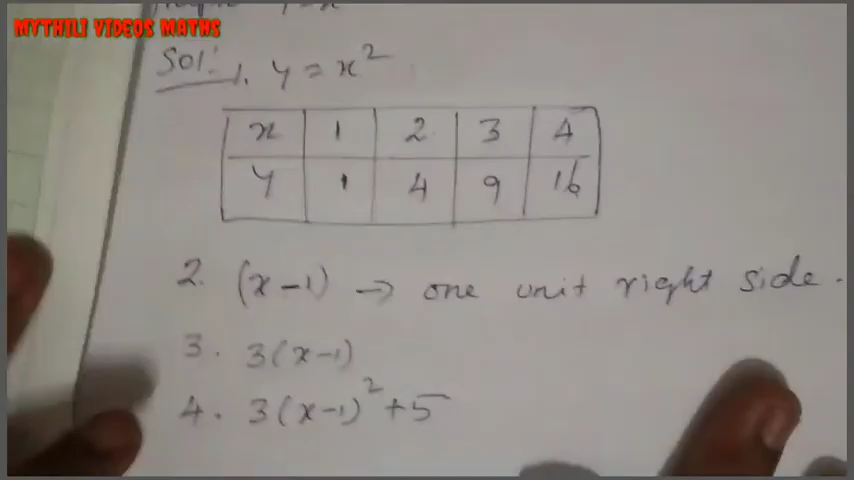 MYTHILI VIDEOS MATHS
Sol:
1. y = x²
x 1 2 3 4
y 1 4 9 16
2. (x-1) → one unit right side.
3. 3(x-1)
4. 3(x-1)² + 5